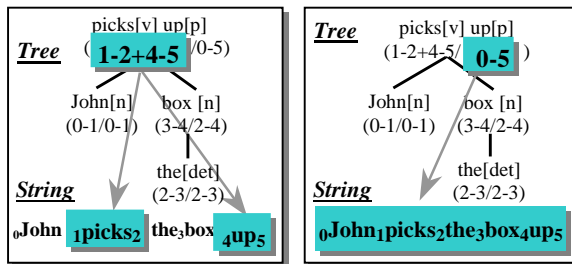 picks[v] up[p]
Tree
( 1-2+4-5 /0-5)
John[n] box [n]
(0-1/0-1) (3-4/2-4)
the[det]
(2-3/2-3)
String
0John 1picks2 the3box 4up5
picks[v] up[p]
Tree
(1-2+4-5/ 0-5 )
John[n] box [n]
(0-1/0-1) (3-4/2-4)
the[det]
(2-3/2-3)
String
0John1picks2the3box4up5